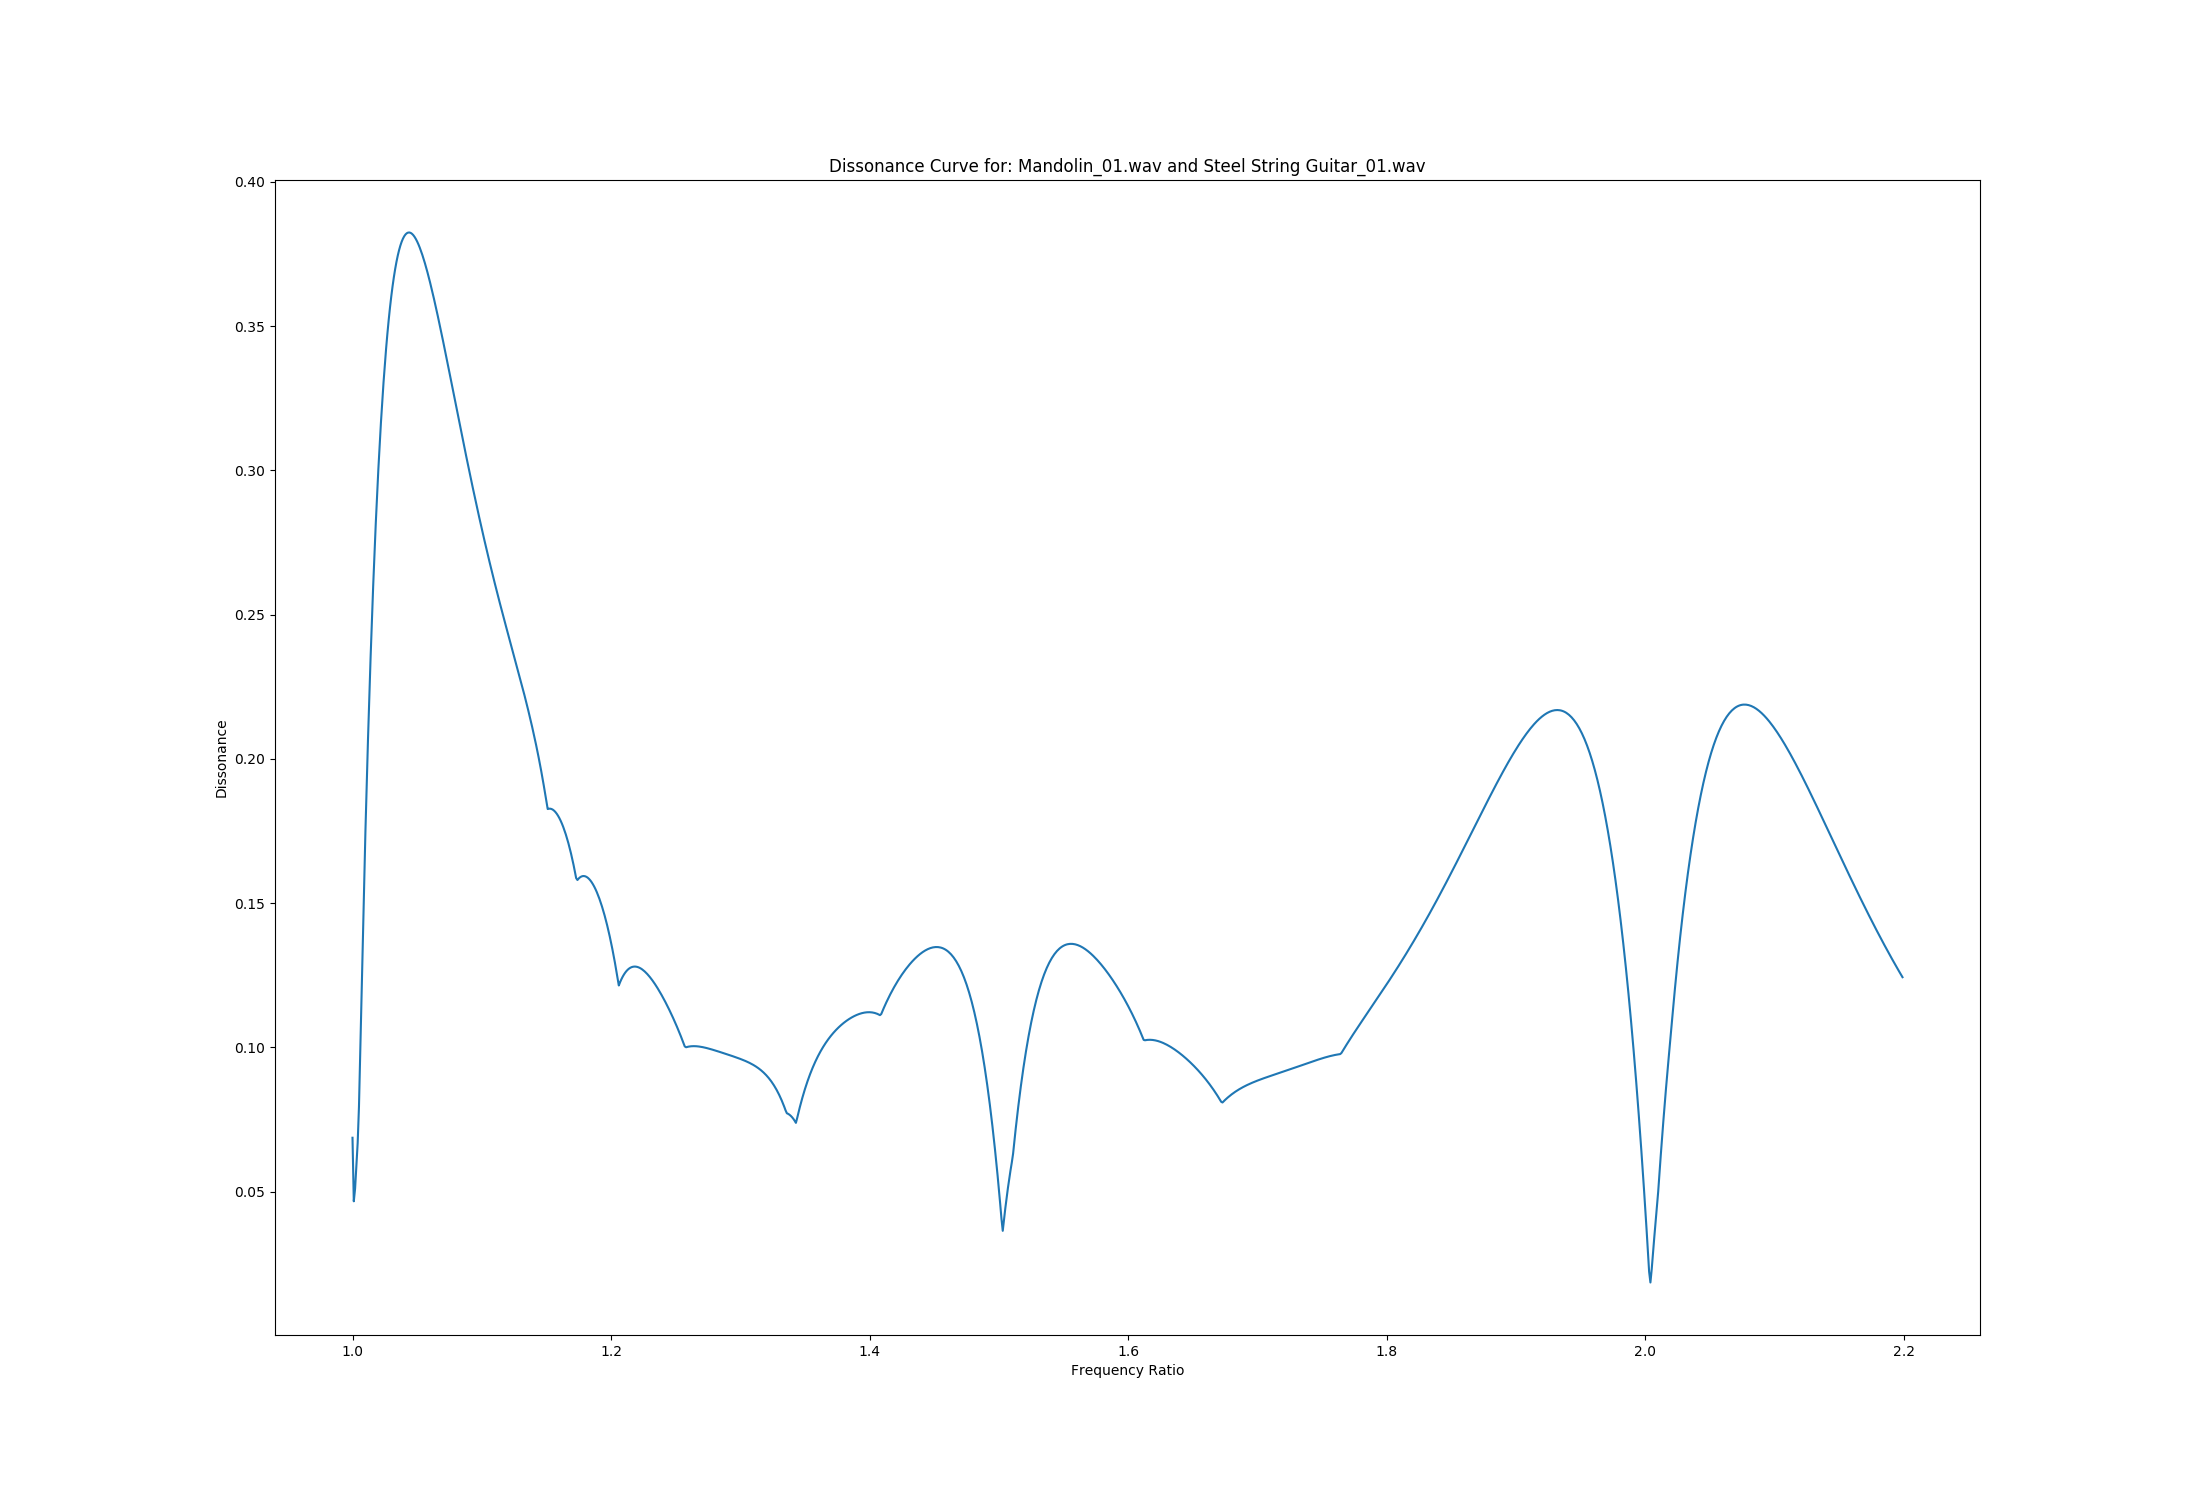 Dissonance Curve for: Mandolin_01.wav and Steel String Guitar_01.wav
0.40
0.35
0.30
0.25
0.20
0.15
0.10
0.05
Dissonance
1.0 1.2 1.4 1.6 1.8 2.0 2.2
Frequency Ratio